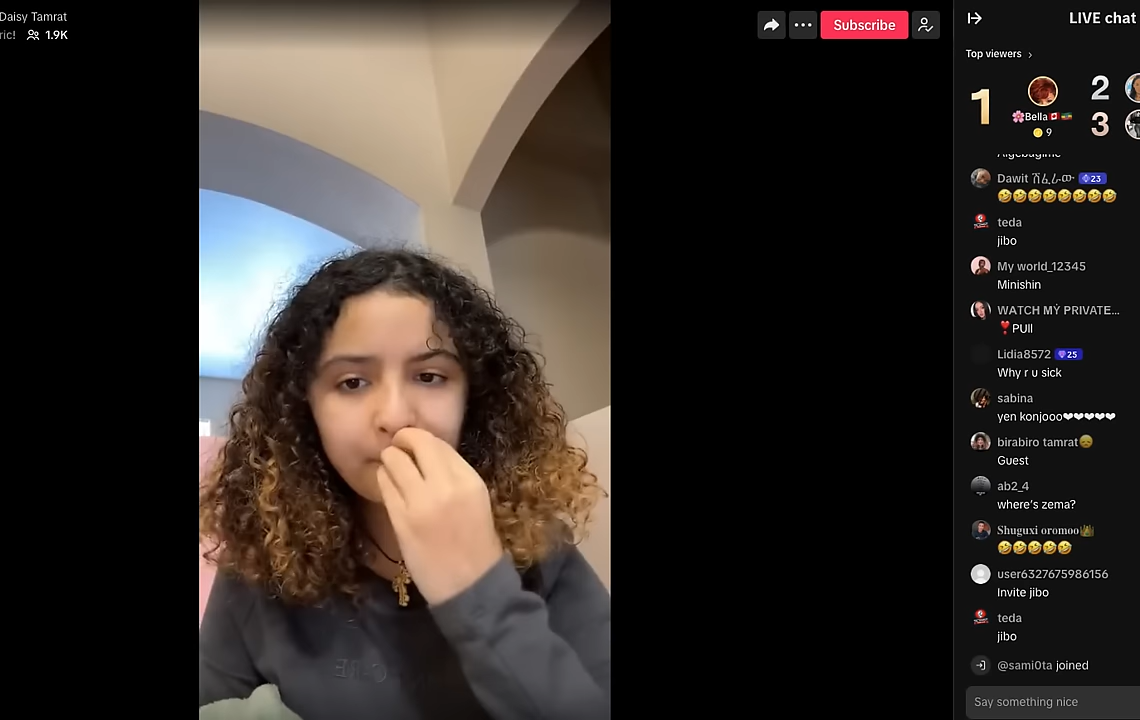 Daisy Tamrat
ric!
1.9K
Subscribe
LIVE chat
Top viewers
1
🌸Bella🇨🇦🇪🇹
9
2
3
Dawit ሽፈራው 23
🤣🤣🤣🤣🤣🤣🤣🤣
teda
jibo
My world_12345
Minishin
WATCH MY PRIVATE...
❣️PUll
Lidia8572 25
Why r u sick
sabina
yen konjooo❤❤❤❤❤
birabiro tamrat😞
Guest
ab2_4
where's zema?
Shuguxi oromoo
🤣🤣🤣🤣🤣
user6327675986156
Invite jibo
teda
jibo
@sami0ta joined
Say something nice